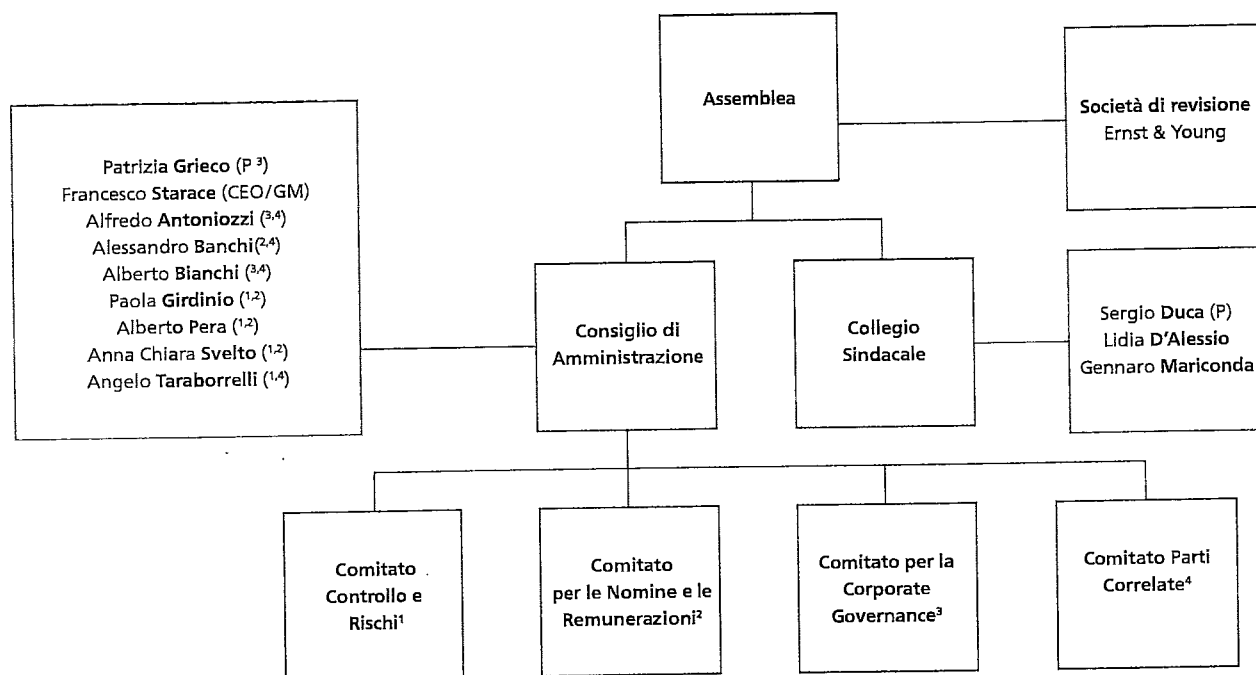 Assemblea
Società di revisione
Ernst & Young
Patrizia Grieco (P ³)
Francesco Starace (CEO/GM)
Alfredo Antoniozzi (³,⁴)
Alessandro Banchi(²,⁴)
Alberto Bianchi (³,⁴)
Paola Girdinio (¹,²)
Alberto Pera (¹,²)
Anna Chiara Svelto (¹,²)
Angelo Taraborrelli (¹,⁴)
Consiglio di
Amministrazione
Collegio
Sindacale
Sergio Duca (P)
Lidia D'Alessio
Gennaro Mariconda
Comitato
Controllo e
Rischi¹
Comitato
per le Nomine e le
Remunerazioni²
Comitato per la
Corporate
Governance³
Comitato Parti
Correlate⁴